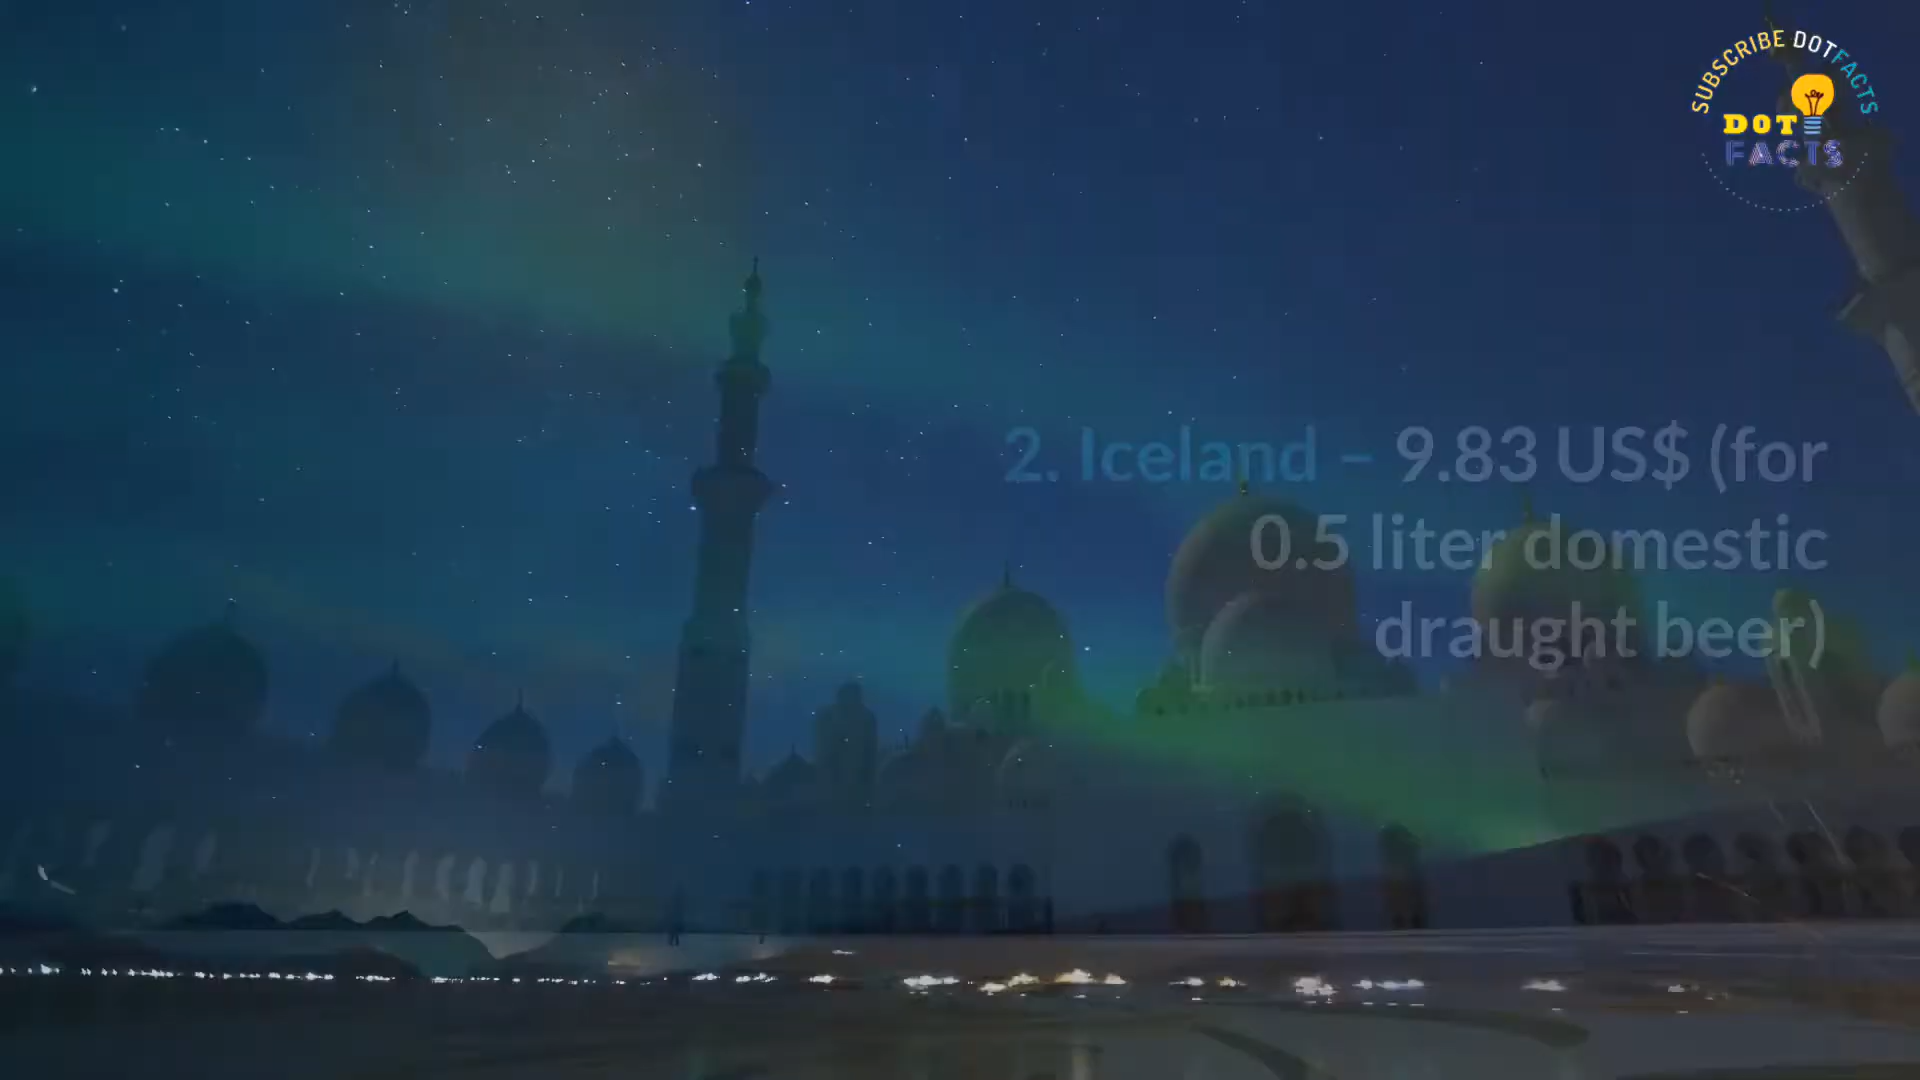 SUBSCRIBE DOTFACTS
DOT
FACTS
2. Iceland – 9.83 US$ (for
0.5 liter domestic
draught beer)